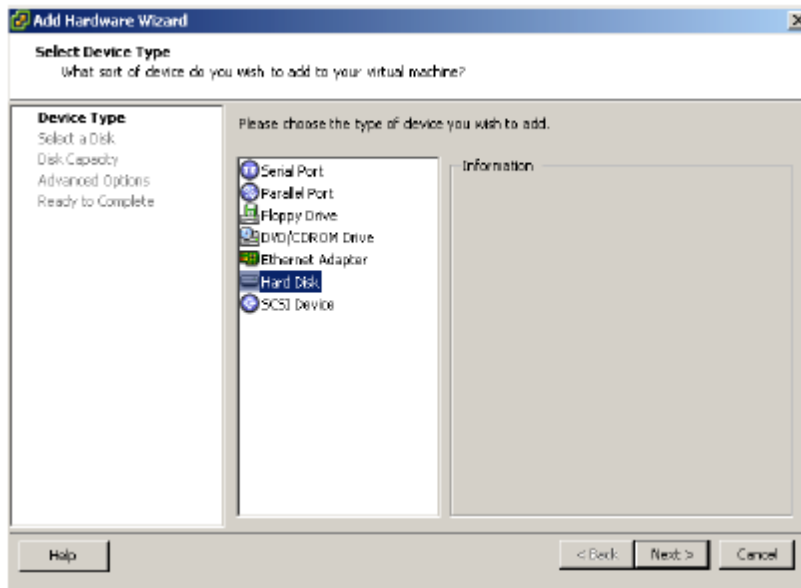 Add Hardware Wizard
Select Device Type
What sort of device do you wish to add to your virtual machine?
Device Type
Select a Disk
Disk Capacity
Advanced Options
Ready to Complete
Please choose the type of device you wish to add.
Serial Port
Parallel Port
Floppy Drive
DVD/CDROM Drive
Ethernet Adapter
Hard Disk
SCSI Device
Information
Help
< Back
Next >
Cancel